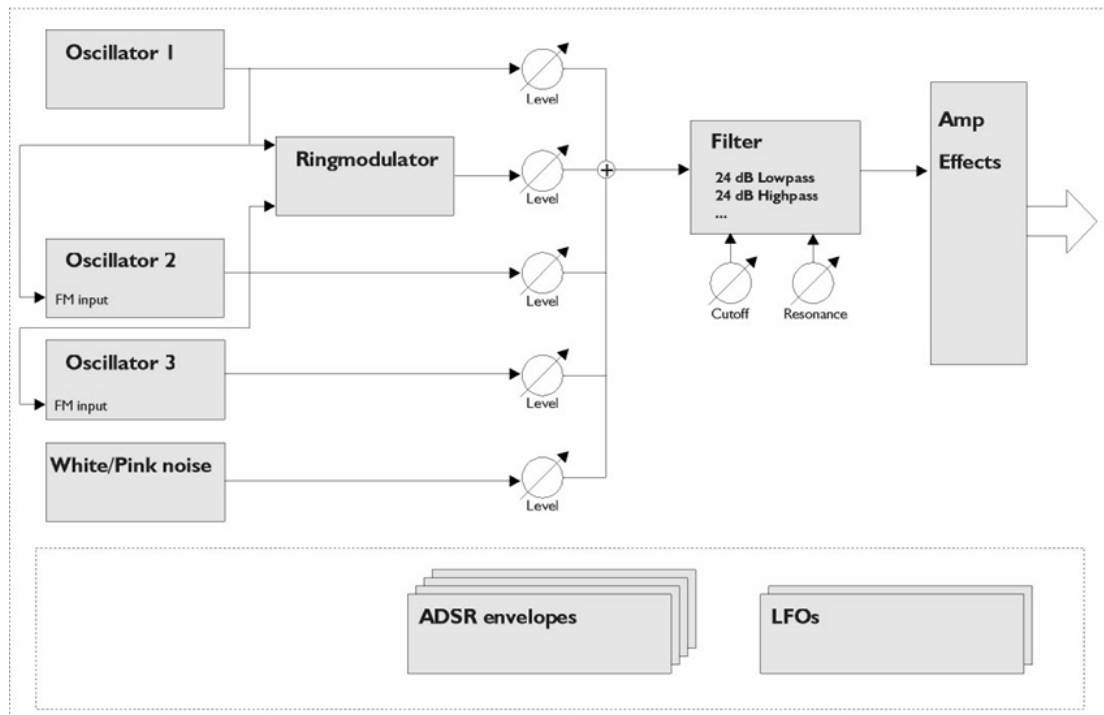 Oscillator 1
Level
Ringmodulator
Level
Filter
24 dB Lowpass
24 dB Highpass
...
Amp
Effects
Oscillator 2
FM input
Level
Cutoff
Resonance
Oscillator 3
FM input
Level
White/Pink noise
Level
ADSR envelopes
LFOs